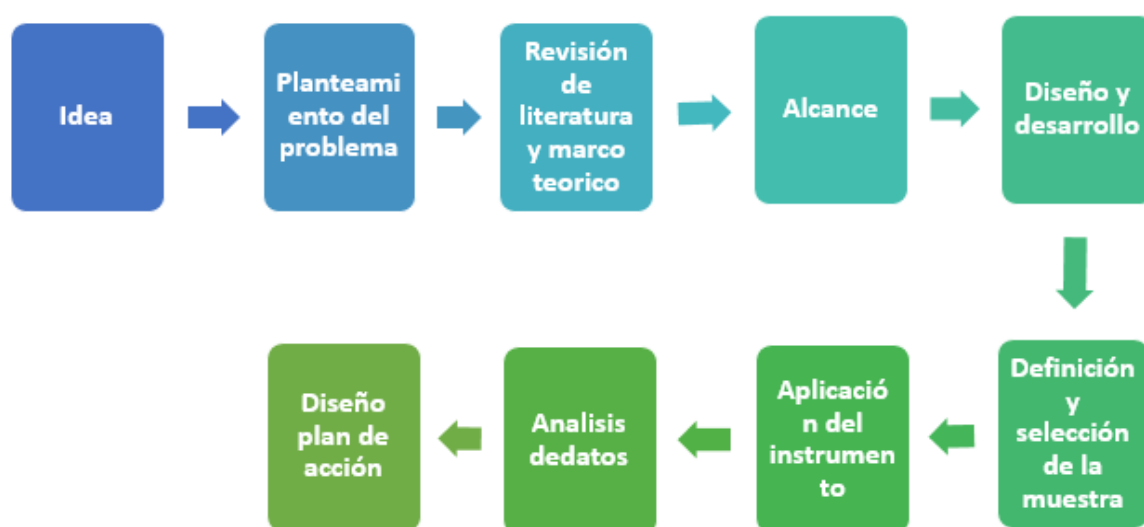 Idea
Planteami
ento del
problema
Revisión
de
literatura
y marco
teorico
Alcance
Diseño y
desarrollo
Definición
y
selección
de la
muestra
Aplicació
n del
instrumen
to
Analisis
dedatos
Diseño
plan de
acción